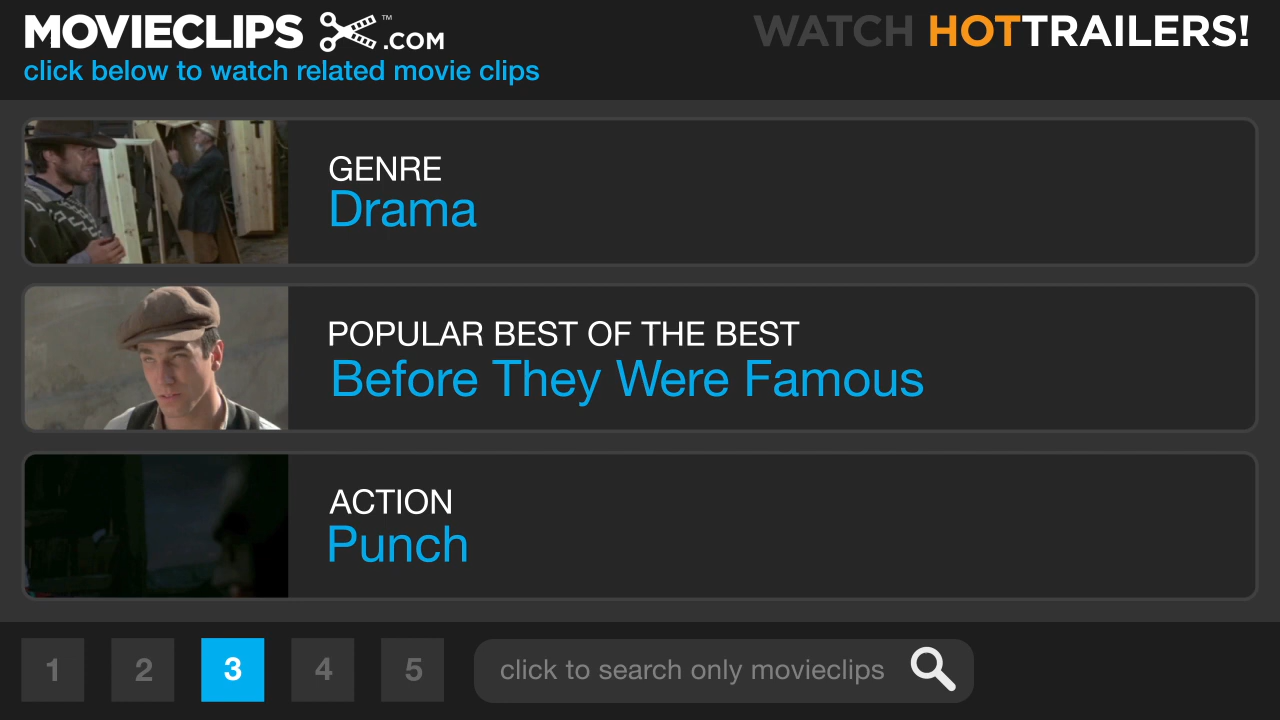 MOVIECLIPS ™ .COM
WATCH HOTTRAILERS!
click below to watch related movie clips
GENRE
Drama
POPULAR BEST OF THE BEST
Before They Were Famous
ACTION
Punch
1 2 3 4 5
click to search only movieclips